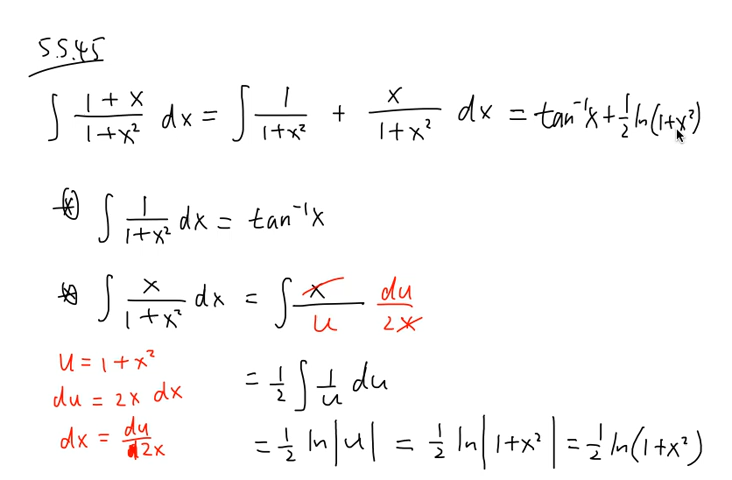 5.5.45
∫ (1+x)/(1+x²) dx = ∫ 1/(1+x²) + x/(1+x²) dx = tan⁻¹x + ½ ln(1+x²)
∫ 1/(1+x²) dx = tan⁻¹x
∫ x/(1+x²) dx = ∫ x/u du/2x
u = 1+x²
du = 2x dx
= ½ ∫ 1/u du
dx = du/2x
= ½ ln|u| = ½ ln|1+x²| = ½ ln(1+x²)